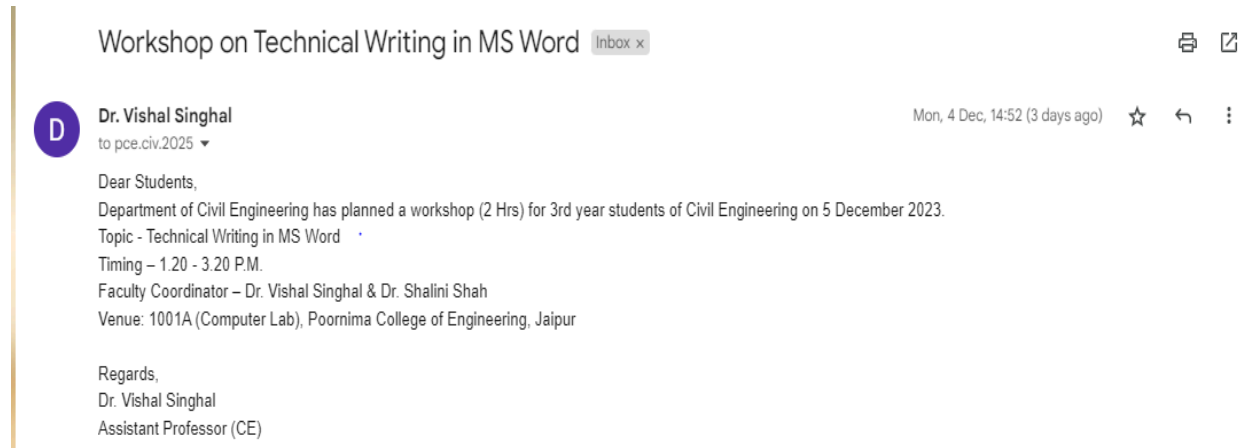 Workshop on Technical Writing in MS Word Inbox x
D
Dr. Vishal Singhal Mon, 4 Dec, 14:52 (3 days ago)
to pce.civ.2025
Dear Students,
Department of Civil Engineering has planned a workshop (2 Hrs) for 3rd year students of Civil Engineering on 5 December 2023.
Topic - Technical Writing in MS Word
Timing – 1.20 - 3.20 P.M.
Faculty Coordinator – Dr. Vishal Singhal & Dr. Shalini Shah
Venue: 1001A (Computer Lab), Poornima College of Engineering, Jaipur
Regards,
Dr. Vishal Singhal
Assistant Professor (CE)